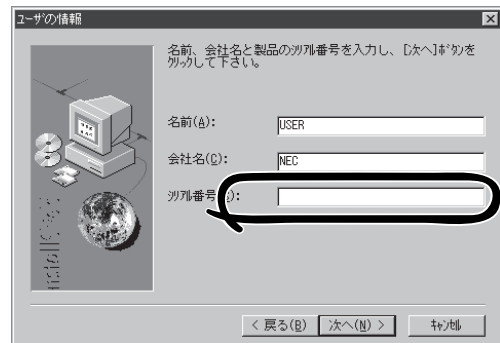 ユーザの情報
名前、会社名と製品のシリアル番号を入力し、[次へ]ボタンを
クリックして下さい。
名前(A):
USER
会社名(C):
NEC
シリアル番号(S):
InstallShield
< 戻る(B)
次へ(N) >
キャンセル